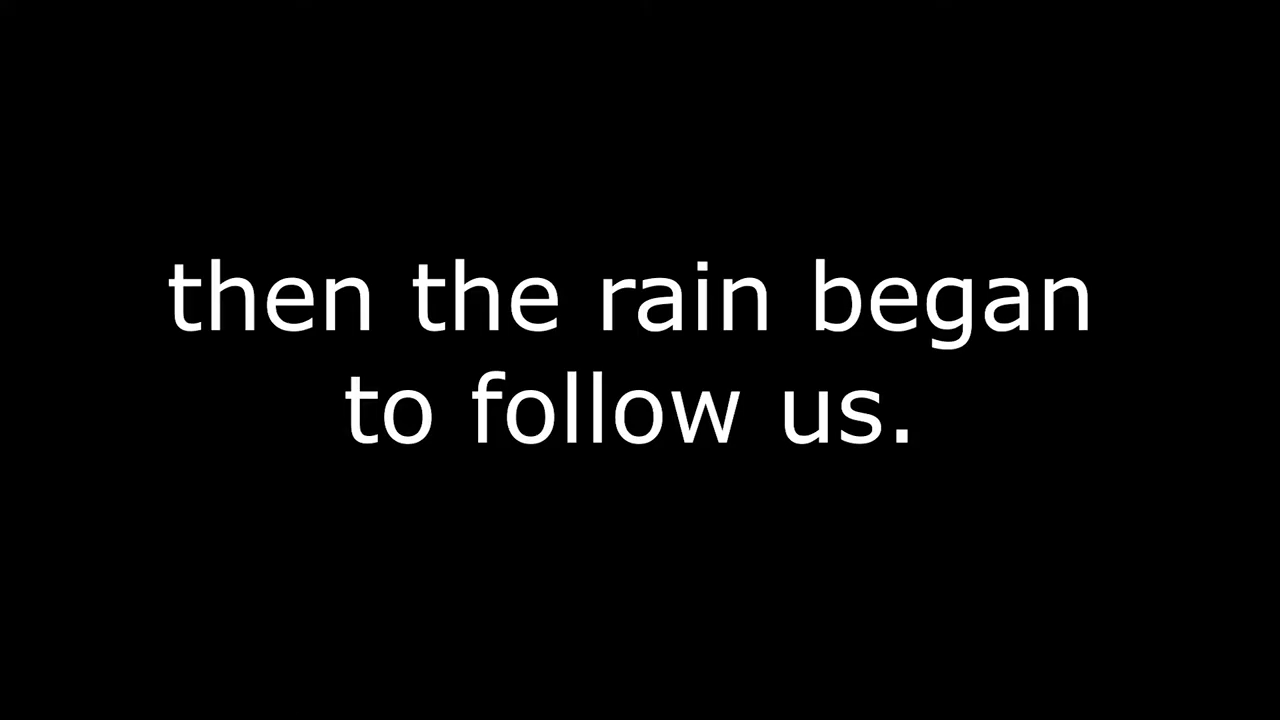 then the rain began
to follow us.